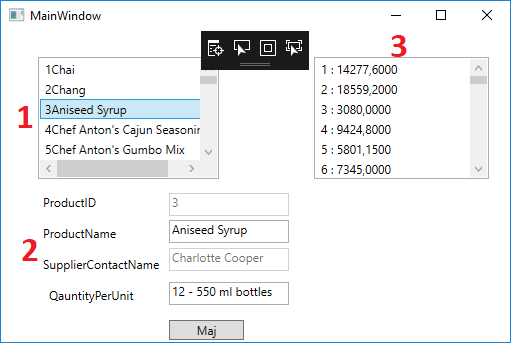 MainWindow
3
1Chai
2Chang
3Aniseed Syrup
4Chef Anton's Cajun Seasonin
5Chef Anton's Gumbo Mix
1
1 : 14277,6000
2 : 18559,2000
3 : 3080,0000
4 : 9424,8000
5 : 5801,1500
6 : 7345,0000
ProductID
3
ProductName
Aniseed Syrup
2
SupplierContactName
Charlotte Cooper
QauntityPerUnit
12 - 550 ml bottles
Maj